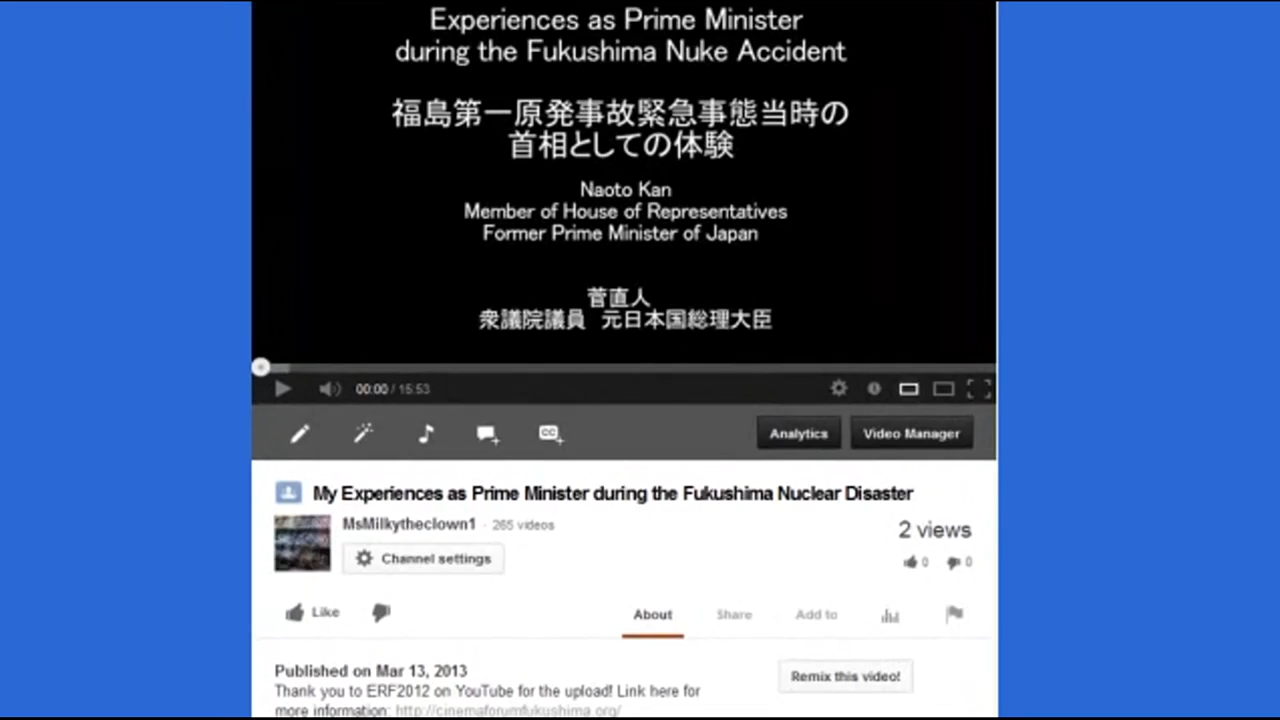 Experiences as Prime Minister
during the Fukushima Nuke Accident
福島第一原発事故緊急事態当時の
首相としての体験
Naoto Kan
Member of House of Representatives
Former Prime Minister of Japan
菅直人
衆議院議員 元日本国総理大臣
00:00 / 15:53
CC
Analytics
Video Manager
My Experiences as Prime Minister during the Fukushima Nuclear Disaster
MsMilkytheclown1 · 265 videos
2 views
Channel settings
0 0
Like
About
Share
Add to
Published on Mar 13, 2013
Remix this video!
Thank you to ERF2012 on YouTube for the upload! Link here for
more information: http://cinemaforumfukushima.org/